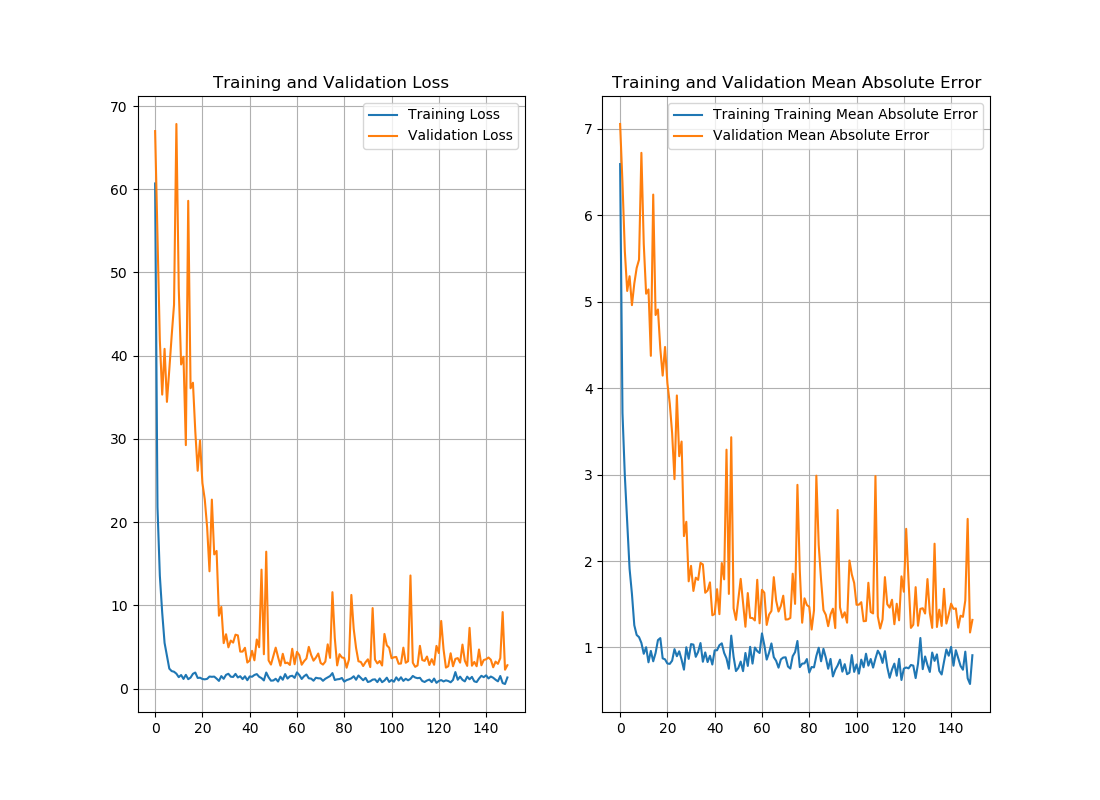 Training and Validation Loss
70
60
50
40
30
20
10
0
0 20 40 60 80 100 120 140
Training Loss
Validation Loss
Training and Validation Mean Absolute Error
7
6
5
4
3
2
1
0 20 40 60 80 100 120 140
Training Training Mean Absolute Error
Validation Mean Absolute Error